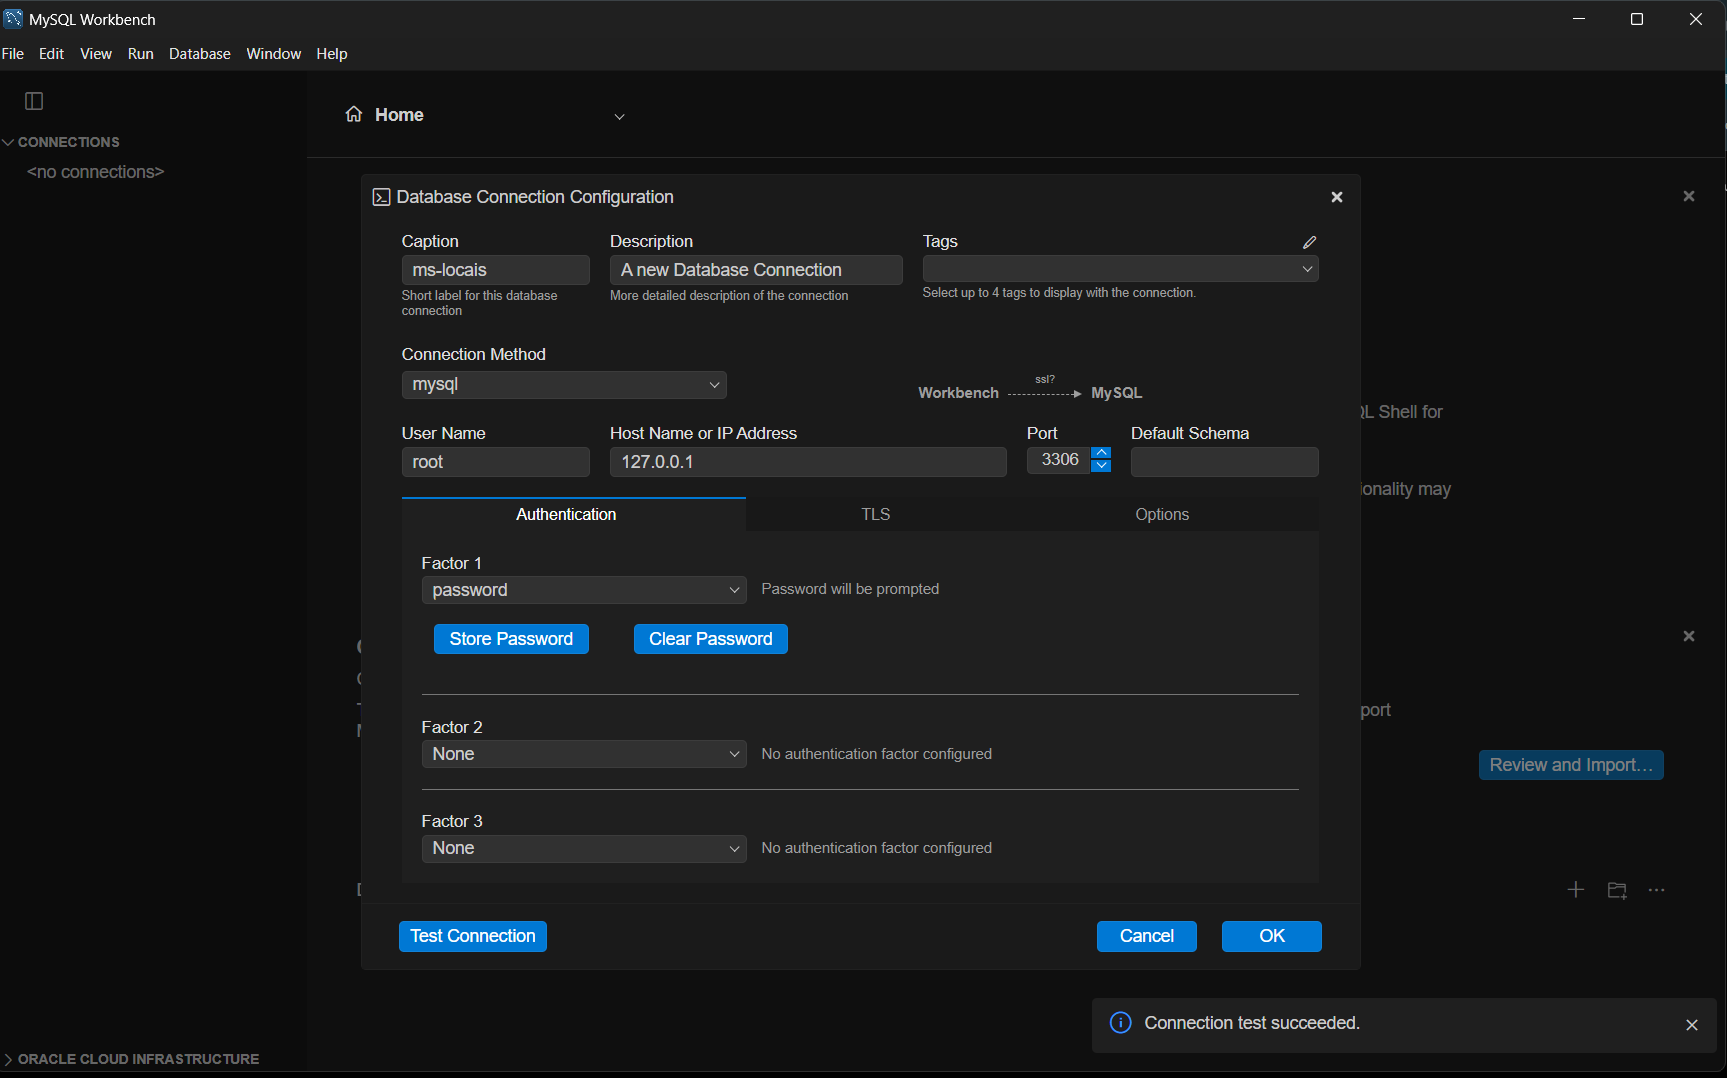 MySQL Workbench
File Edit View Run Database Window Help
Home
CONNECTIONS
<no connections>
Database Connection Configuration
Caption Description Tags
ms-locais A new Database Connection
Short label for this database connection
More detailed description of the connection
Select up to 4 tags to display with the connection.
Connection Method
mysql
Workbench ssl? MySQL
QL Shell for
User Name Host Name or IP Address Port Default Schema
root 127.0.0.1 3306
ionality may
Authentication TLS Options
Factor 1
password Password will be prompted
Store Password Clear Password
port
Factor 2
None No authentication factor configured
Review and Import...
Factor 3
None No authentication factor configured
Test Connection Cancel OK
Connection test succeeded.
ORACLE CLOUD INFRASTRUCTURE